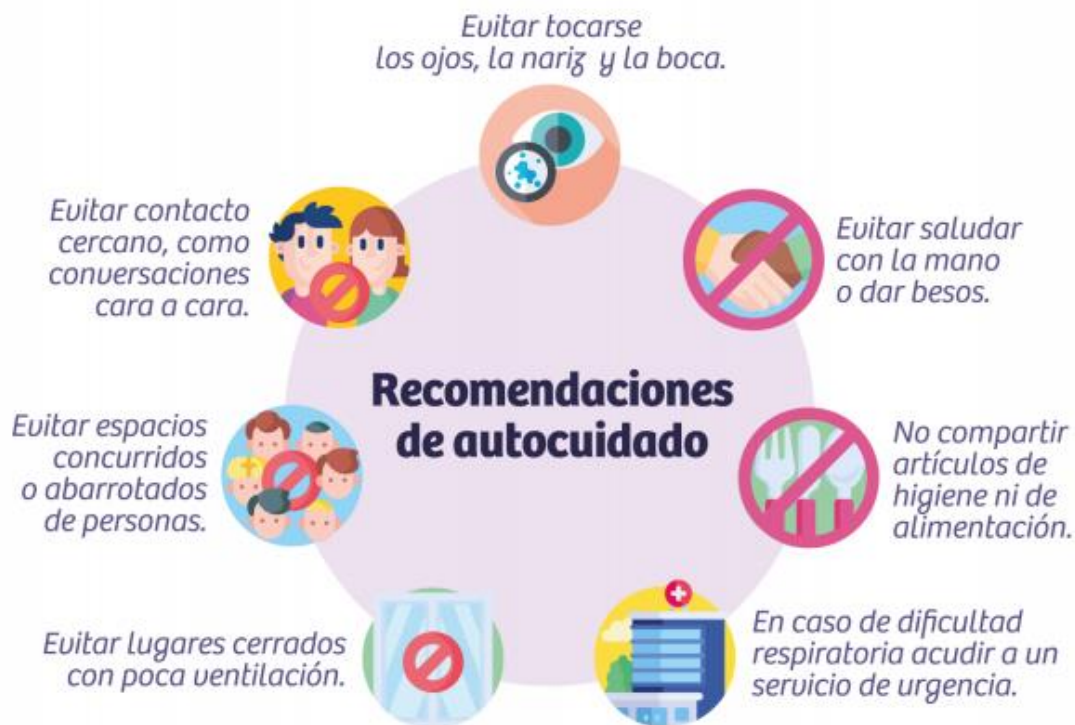 Evitar tocarse
los ojos, la nariz y la boca.
Evitar saludar
con la mano
o dar besos.
No compartir
artículos de
higiene ni de
alimentación.
En caso de dificultad
respiratoria acudir a un
servicio de urgencia.
Evitar lugares cerrados
con poca ventilación.
Evitar espacios
concurridos
o abarrotados
de personas.
Evitar contacto
cercano, como
conversaciones
cara a cara.
Recomendaciones
de autocuidado